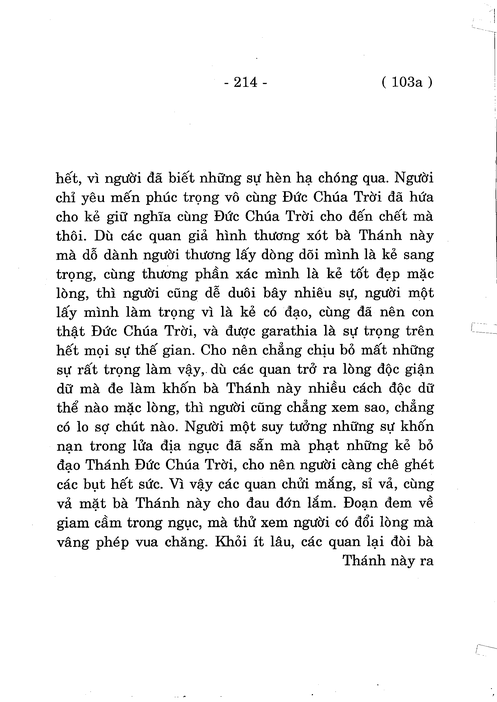 - 214 - ( 103a )
hết, vì người đã biết những sự hèn hạ chóng qua. Người
chỉ yêu mến phúc trọng vô cùng Đức Chúa Trời đã hứa
cho kẻ giữ nghĩa cùng Đức Chúa Trời cho đến chết mà
thôi. Dù các quan giả hình thương xót bà Thánh này
mà dỗ dành người thương lấy dòng dõi mình là kẻ sang
trọng, cùng thương phần xác mình là kẻ tốt đẹp mặc
lòng, thì người cũng dễ duôi bây nhiêu sự, người một
lấy mình làm trọng vì là kẻ có đạo, cùng đã nên con
thật Đức Chúa Trời, và được garathia là sự trọng trên
hết mọi sự thế gian. Cho nên chẳng chịu bỏ mất những
sự rất trọng làm vậy, dù các quan trở ra lòng độc giận
dữ mà đe làm khốn bà Thánh này nhiều cách độc dữ
thể nào mặc lòng, thì người cũng chẳng xem sao, chẳng
có lo sợ chút nào. Người một suy tưởng những sự khốn
nạn trong lửa địa ngục đã sẵn mà phạt những kẻ bỏ
đạo Thánh Đức Chúa Trời, cho nên người càng chê ghét
các bụt hết sức. Vì vậy các quan chửi mắng, sỉ vả, cùng
vả mặt bà Thánh này cho đau đớn lắm. Đoạn đem về
giam cầm trong ngục, mà thử xem người có đổi lòng mà
vâng phép vua chăng. Khỏi ít lâu, các quan lại đòi bà
Thánh này ra